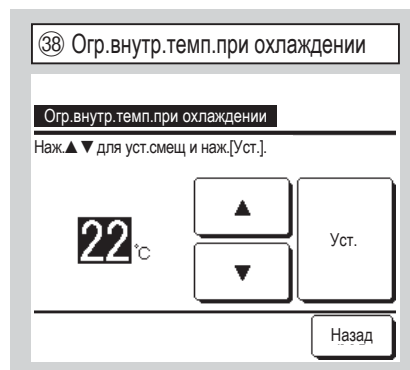 ㊳ Огр.внутр.темп.при охлаждении
Огр.внутр.темп.при охлаждении
Наж.▲▼для уст.смещ и наж.[Уст.].
22 °C
▲
▼
Уст.
Назад